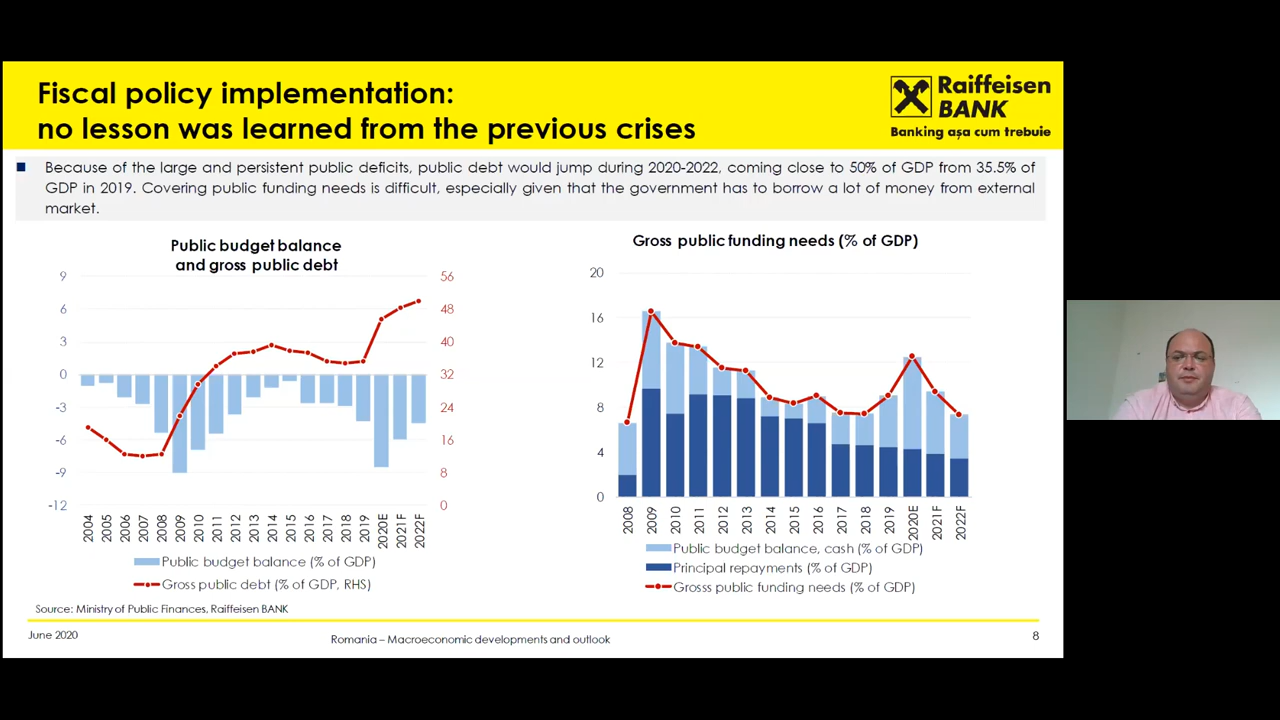 Fiscal policy implementation:
no lesson was learned from the previous crises
Raiffeisen
BANK
Banking așa cum trebuie
Because of the large and persistent public deficits, public debt would jump during 2020-2022, coming close to 50% of GDP from 35.5% of
GDP in 2019. Covering public funding needs is difficult, especially given that the government has to borrow a lot of money from external
market.
Public budget balance
and gross public debt
9
6
3
0
-3
-6
-9
-12
56
48
40
32
24
16
8
0
2004
2005
2006
2007
2008
2009
2010
2011
2012
2013
2014
2015
2016
2017
2018
2019
2020E
2021F
2022F
Public budget balance (% of GDP)
Gross public debt (% of GDP, RHS)
Gross public funding needs (% of GDP)
20
16
12
8
4
0
2008
2009
2010
2011
2012
2013
2014
2015
2016
2017
2018
2019
2020E
2021F
2022F
Public budget balance, cash (% of GDP)
Principal repayments (% of GDP)
Grosss public funding needs (% of GDP)
Source: Ministry of Public Finances, Raiffeisen BANK
June 2020
Romania – Macroeconomic developments and outlook
8